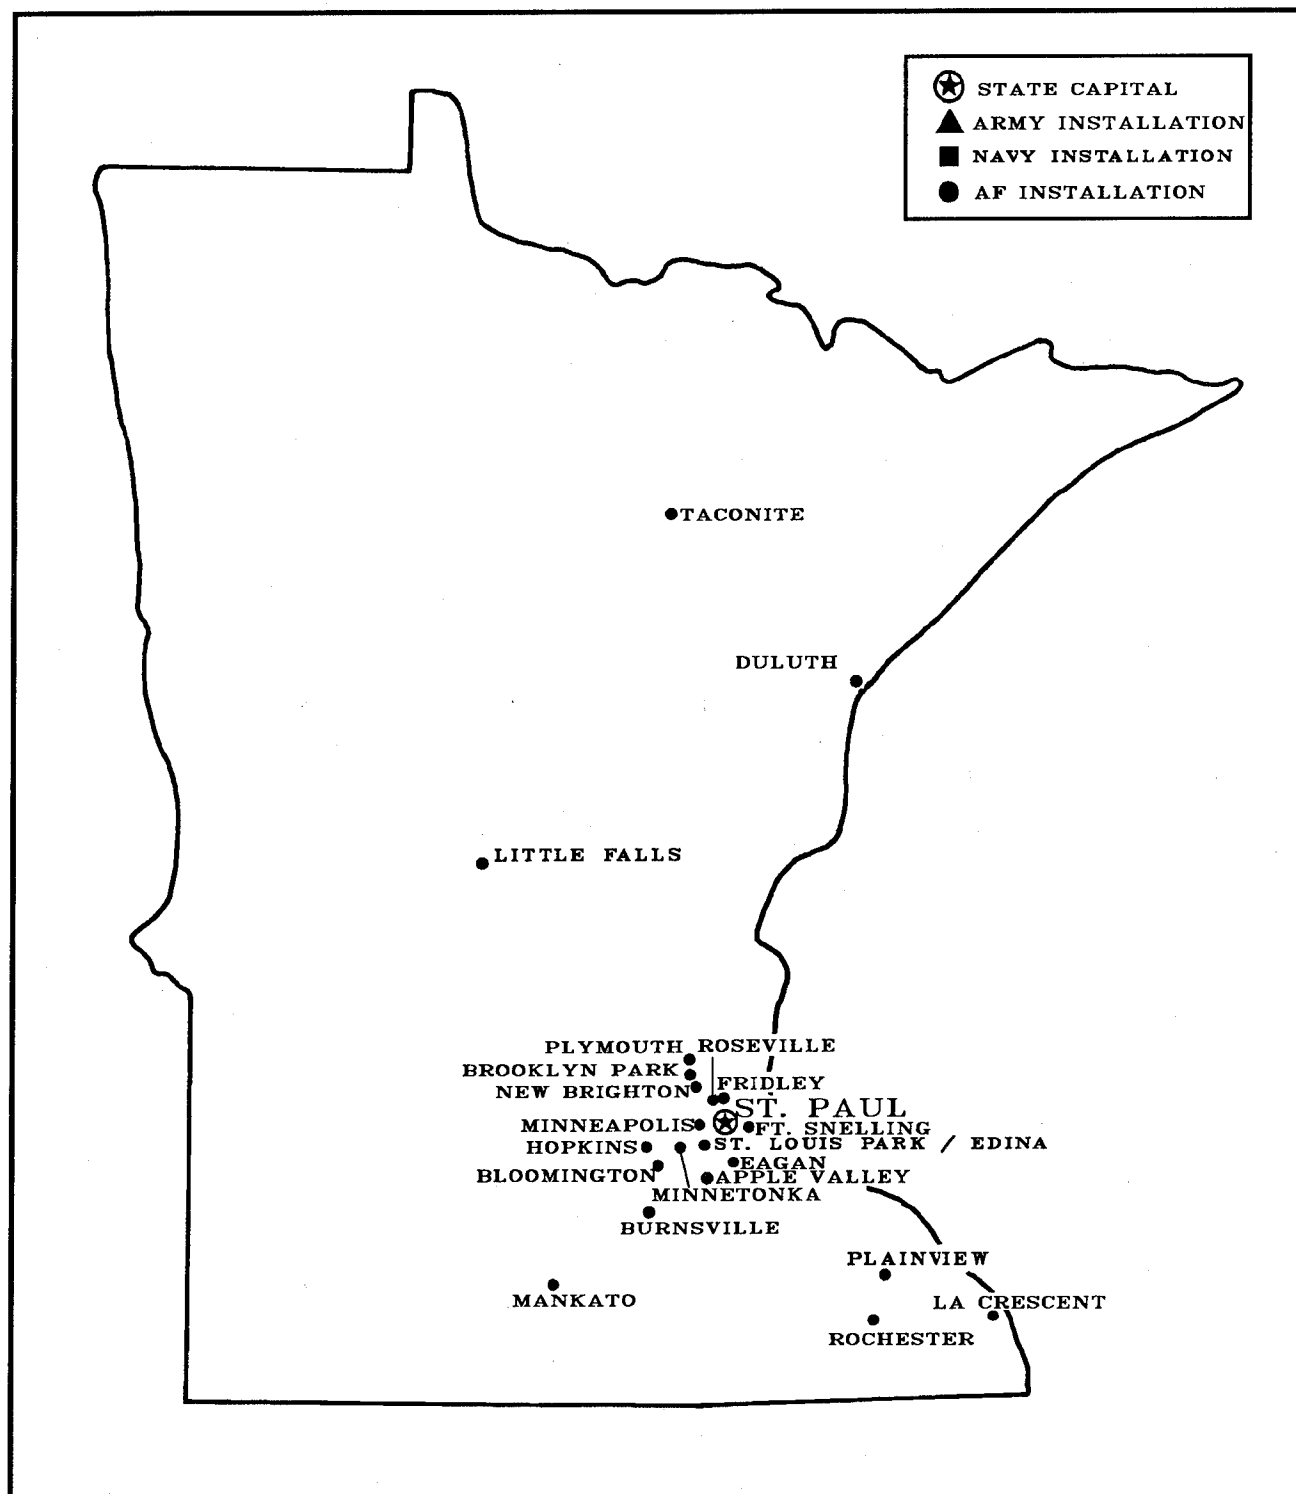 STATE CAPITAL
ARMY INSTALLATION
NAVY INSTALLATION
AF INSTALLATION
TACONITE
DULUTH
LITTLE FALLS
PLYMOUTH
ROSEVILLE
BROOKLYN PARK
FRIDLEY
NEW BRIGHTON
ST. PAUL
MINNEAPOLIS
FT. SNELLING
HOPKINS
ST. LOUIS PARK / EDINA
EAGAN
BLOOMINGTON
APPLE VALLEY
MINNETONKA
BURNSVILLE
PLAINVIEW
MANKATO
LA CRESCENT
ROCHESTER